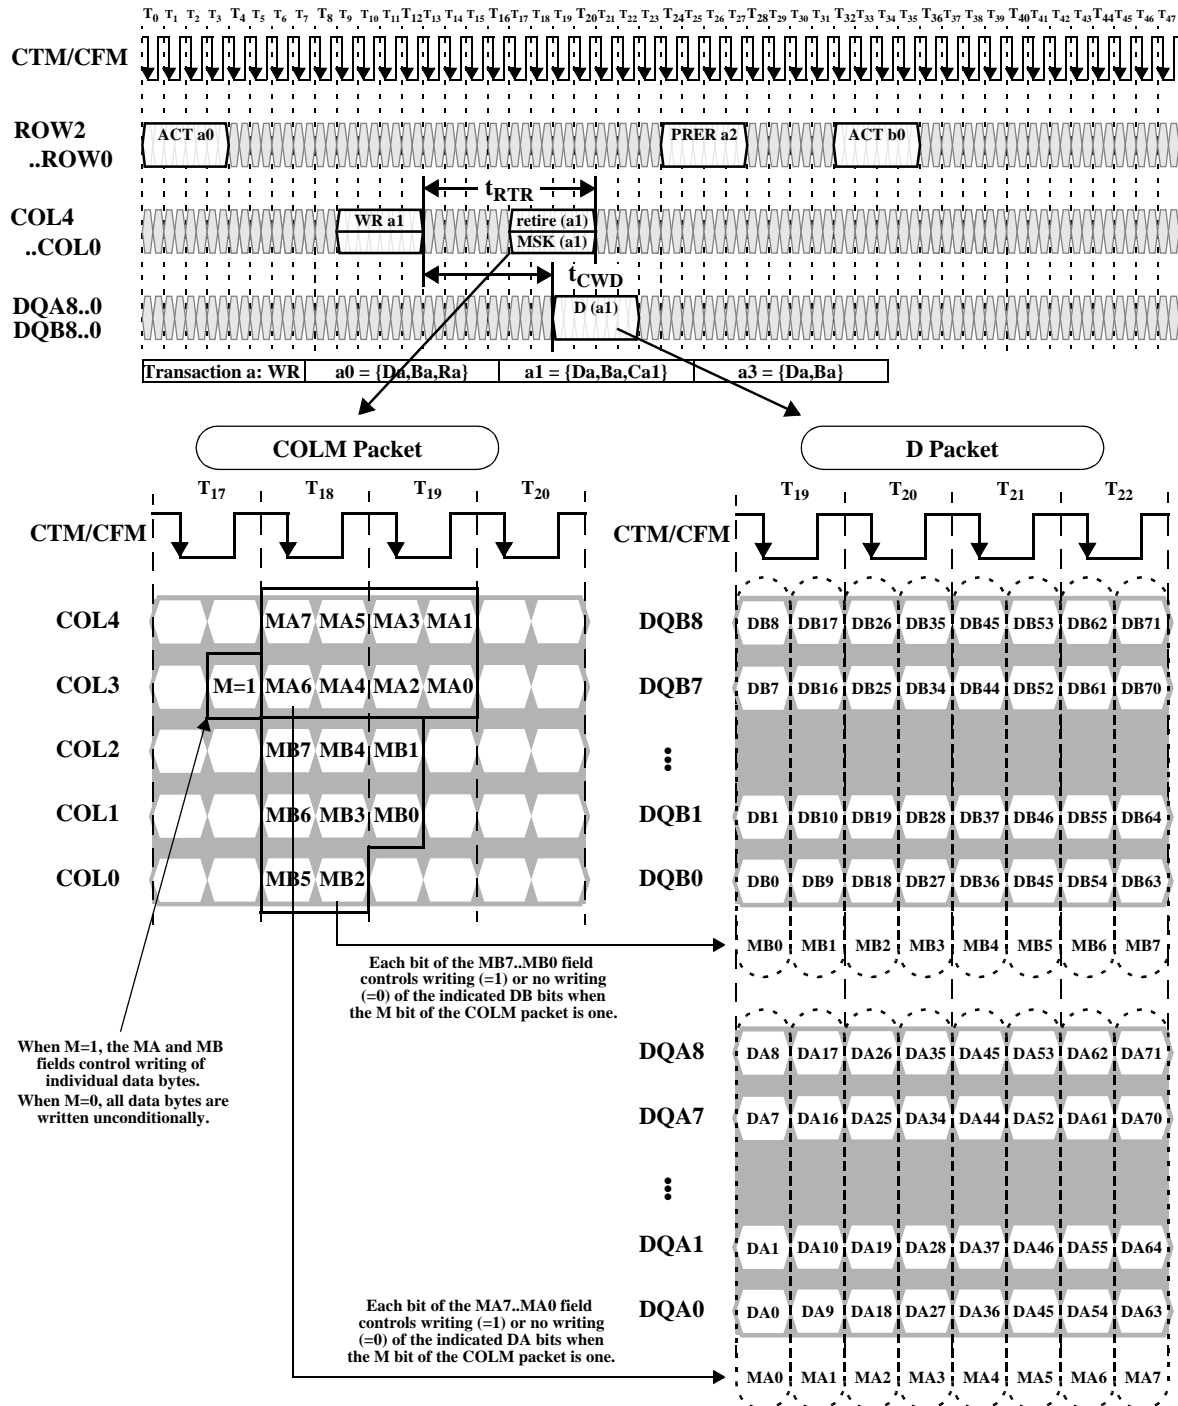 T0 T1 T2 T3 T4 T5 T6 T7 T8 T9 T10 T11 T12 T13 T14 T15 T16 T17 T18 T19 T20 T21 T22 T23 T24 T25 T26 T27 T28 T29 T30 T31 T32 T33 T34 T35 T36 T37 T38 T39 T40 T41 T42 T43 T44 T45 T46 T47
CTM/CFM
ROW2
..ROW0
ACT a0 PRER a2 ACT b0
tRTR
COL4
..COL0
WR a1 retire (a1)
MSK (a1)
tCWD
DQA8..0
DQB8..0
D (a1)
Transaction a: WR a0 = {Da,Ba,Ra} a1 = {Da,Ba,Ca1} a3 = {Da,Ba}
COLM Packet
T17 T18 T19 T20
CTM/CFM
COL4 MA7 MA5 MA3 MA1
COL3 M=1 MA6 MA4 MA2 MA0
COL2 MB7 MB4 MB1
COL1 MB6 MB3 MB0
COL0 MB5 MB2
When M=1, the MA and MB
fields control writing of
individual data bytes.
When M=0, all data bytes are
written unconditionally.
Each bit of the MB7..MB0 field
controls writing (=1) or no writing
(=0) of the indicated DB bits when
the M bit of the COLM packet is one.
Each bit of the MA7..MA0 field
controls writing (=1) or no writing
(=0) of the indicated DA bits when
the M bit of the COLM packet is one.
D Packet
T19 T20 T21 T22
CTM/CFM
DQB8 DB8 DB17 DB26 DB35 DB45 DB53 DB62 DB71
DQB7 DB7 DB16 DB25 DB34 DB44 DB52 DB61 DB70
DQB1 DB1 DB10 DB19 DB28 DB37 DB46 DB55 DB64
DQB0 DB0 DB9 DB18 DB27 DB36 DB45 DB54 DB63
MB0 MB1 MB2 MB3 MB4 MB5 MB6 MB7
DQA8 DA8 DA17 DA26 DA35 DA45 DA53 DA62 DA71
DQA7 DA7 DA16 DA25 DA34 DA44 DA52 DA61 DA70
DQA1 DA1 DA10 DA19 DA28 DA37 DA46 DA55 DA64
DQA0 DA0 DA9 DA18 DA27 DA36 DA45 DA54 DA63
MA0 MA1 MA2 MA3 MA4 MA5 MA6 MA7